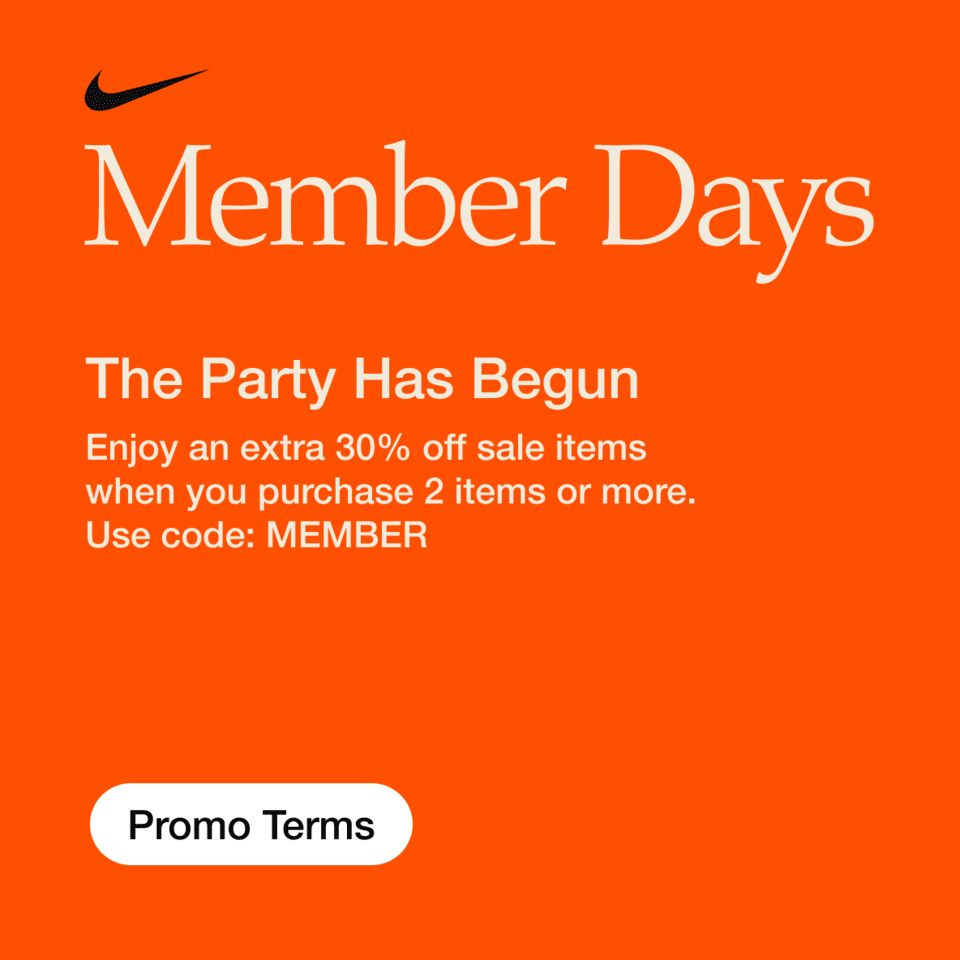 Member Days
The Party Has Begun
Enjoy an extra 30% off sale items
when you purchase 2 items or more.
Use code: MEMBER
Promo Terms